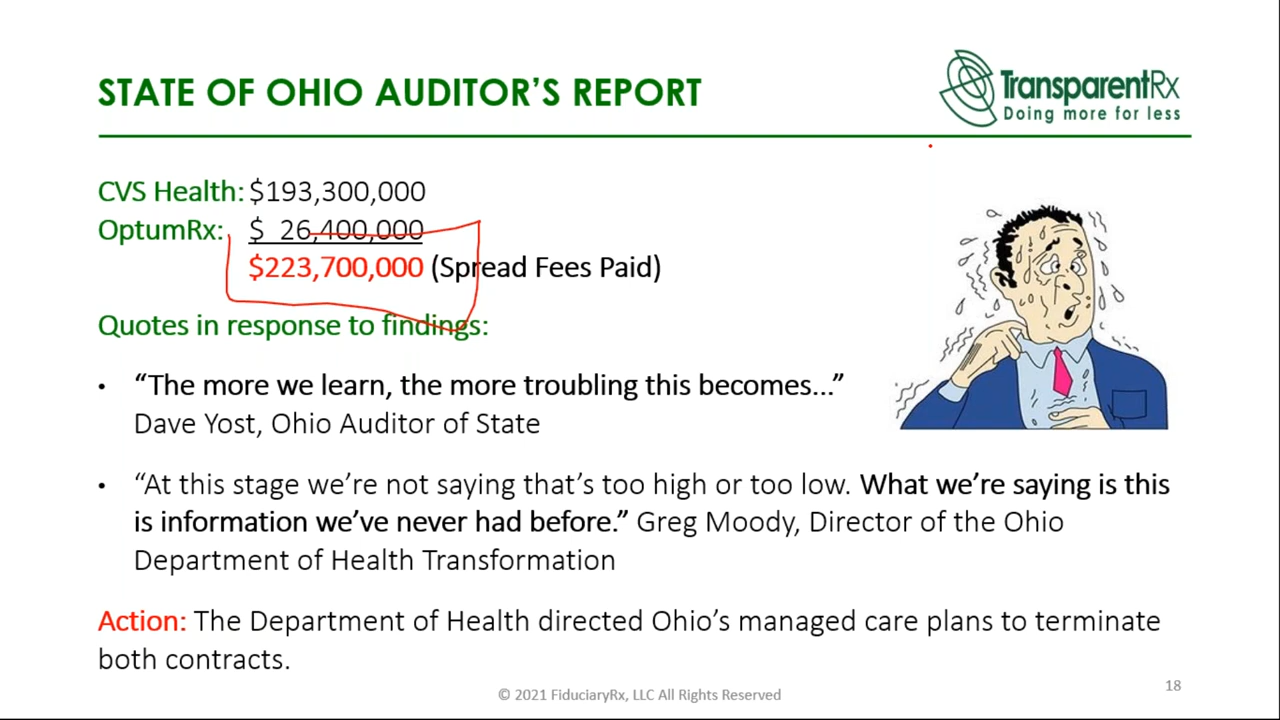 STATE OF OHIO AUDITOR’S REPORT
TransparentRx
Doing more for less
CVS Health: $193,300,000
OptumRx: $ 26,400,000
$223,700,000 (Spread Fees Paid)
Quotes in response to findings:
• “The more we learn, the more troubling this becomes...”
Dave Yost, Ohio Auditor of State
• “At this stage we’re not saying that’s too high or too low. What we’re saying is this
is information we’ve never had before.” Greg Moody, Director of the Ohio
Department of Health Transformation
Action: The Department of Health directed Ohio’s managed care plans to terminate
both contracts.
© 2021 FiduciaryRx, LLC All Rights Reserved
18